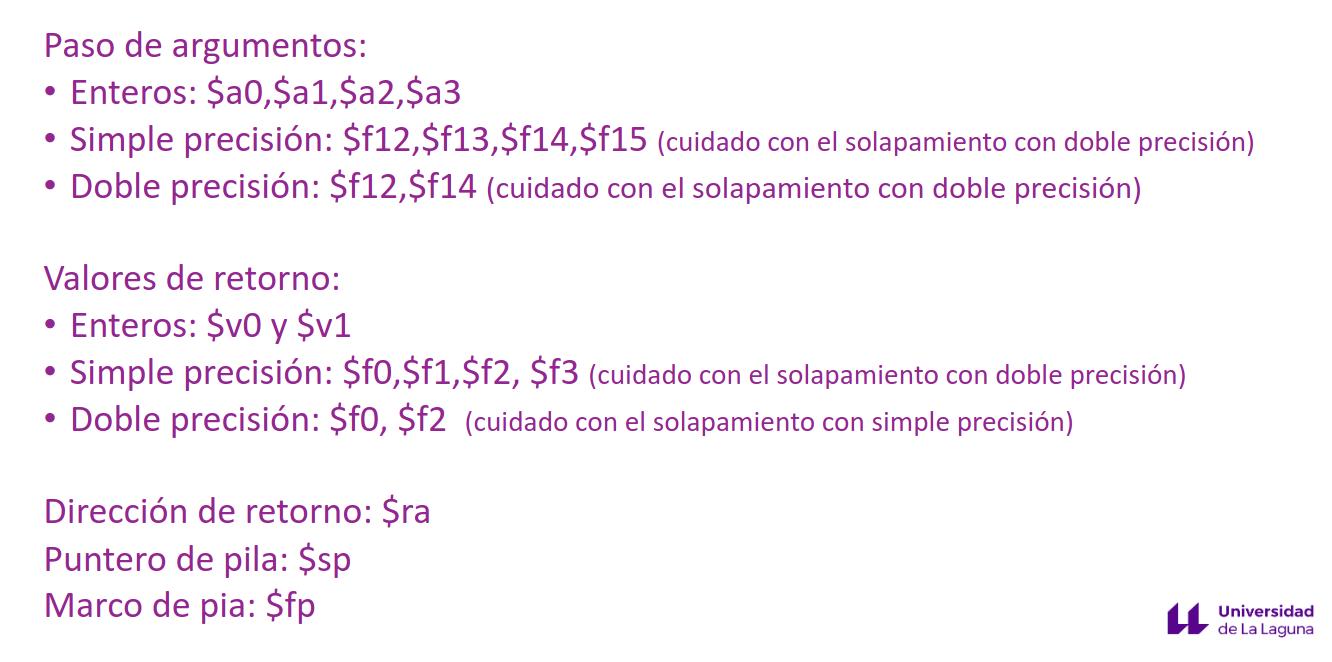 Paso de argumentos:
• Enteros: $a0,$a1,$a2,$a3
• Simple precisión: $f12,$f13,$f14,$f15 (cuidado con el solapamiento con doble precisión)
• Doble precisión: $f12,$f14 (cuidado con el solapamiento con doble precisión)
Valores de retorno:
• Enteros: $v0 y $v1
• Simple precisión: $f0,$f1,$f2, $f3 (cuidado con el solapamiento con doble precisión)
• Doble precisión: $f0, $f2 (cuidado con el solapamiento con simple precisión)
Dirección de retorno: $ra
Puntero de pila: $sp
Marco de pia: $fp
Universidad
de La Laguna